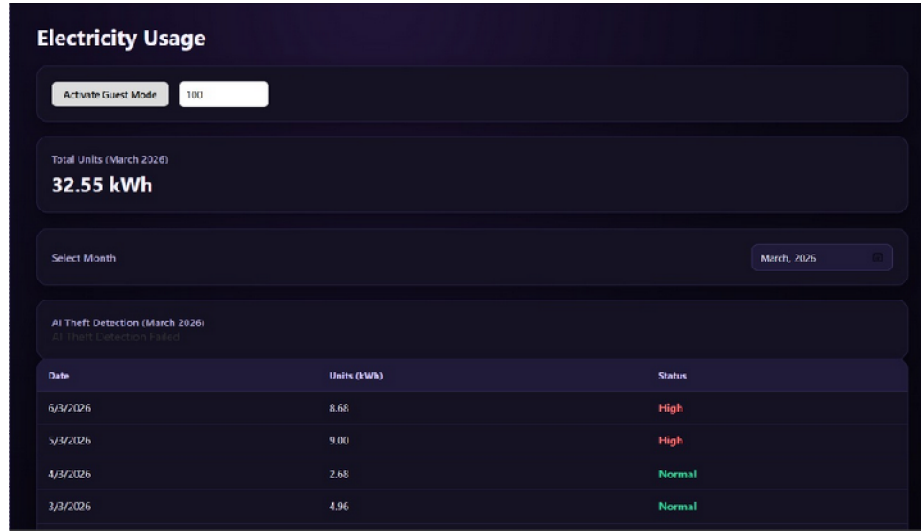 Electricity Usage
Activate Guest Mode 100
Total Units (March 2026)
32.55 kWh
Select Month March, 2026
AI Theft Detection (March 2026)
AI Theft Detection Failed
Date Units (kWh) Status
6/3/2026 8.68 High
5/3/2026 9.00 High
4/3/2026 2.68 Normal
3/3/2026 4.96 Normal